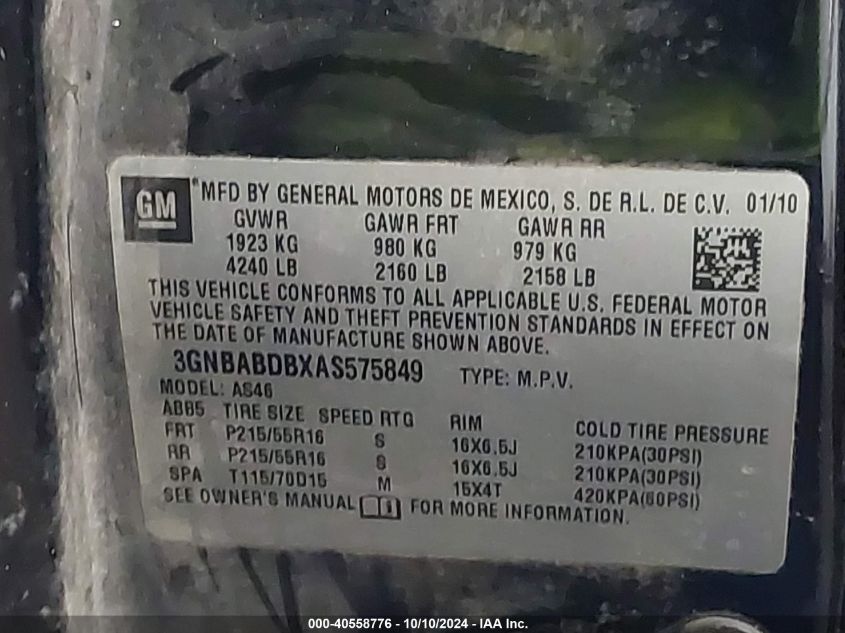 GM *MFD BY GENERAL MOTORS DE MEXICO, S. DE R.L. DE C.V. 01/10
GVWR GAWR FRT GAWR RR
1923 KG 980 KG 979 KG
4240 LB 2160 LB 2158 LB
THIS VEHICLE CONFORMS TO ALL APPLICABLE U.S. FEDERAL MOTOR
VEHICLE SAFETY AND THEFT PREVENTION STANDARDS IN EFFECT ON
THE DATE OF MANUFACTURE SHOWN ABOVE.
3GNBABDBXAS575849 TYPE: M.P.V.
MODEL: AS46
ABB5 TIRE SIZE SPEED RTG RIM COLD TIRE PRESSURE
FRT P215/55R16 S 16X6.5J 210KPA(30PSI)
RR P215/55R16 S 16X6.5J 210KPA(30PSI)
SPA T115/70D15 M 15X4T 420KPA(60PSI)
SEE OWNER'S MANUAL FOR MORE INFORMATION.
000-40558776 - 10/10/2024 - IAA Inc.